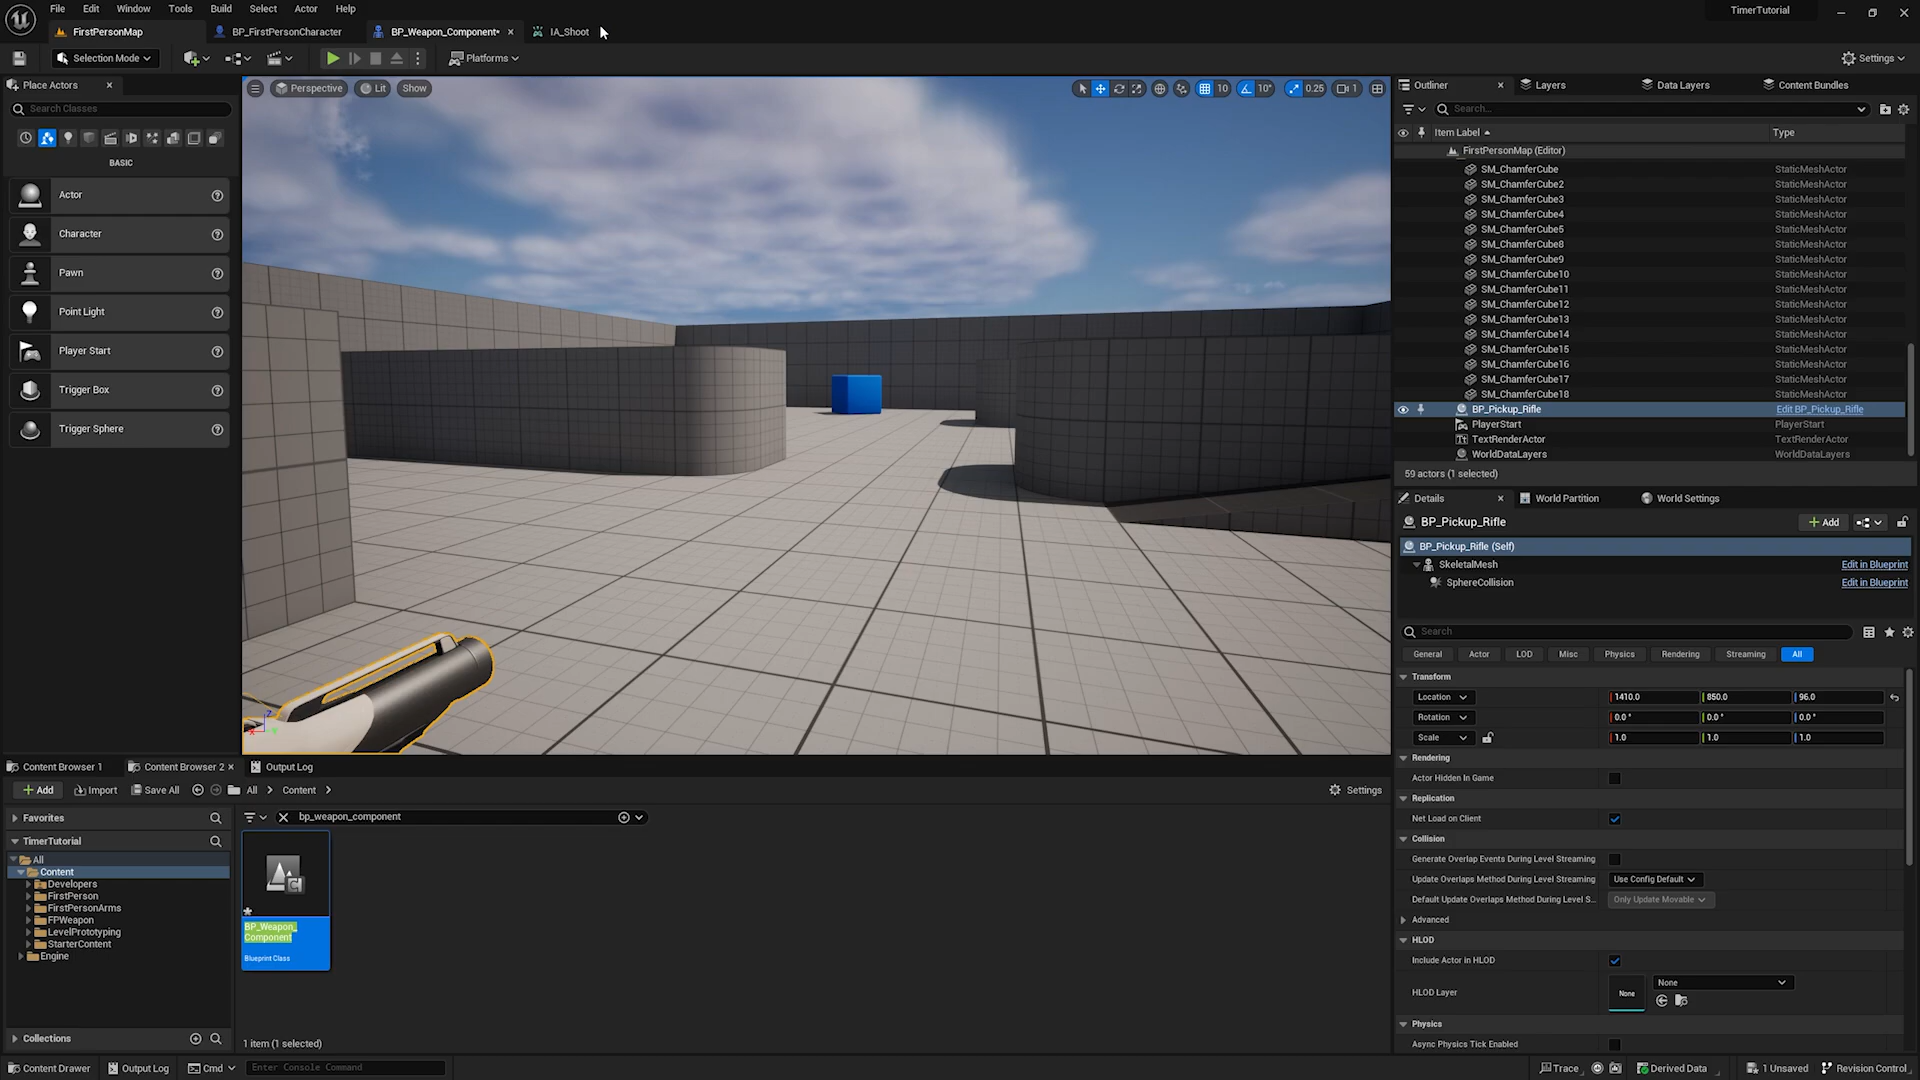 File Edit Window Tools Build Select Actor Help
TimerTutorial
FirstPersonMap
BP_FirstPersonCharacter
BP_Weapon_Component•
IA_Shoot
Selection Mode
Platforms
Settings
Place Actors
Search Classes
BASIC
Actor
Character
Pawn
Point Light
Player Start
Trigger Box
Trigger Sphere
Perspective
Lit
Show
10
10°
0.25
1
Outliner
Layers
Data Layers
Content Bundles
Search...
Item Label
Type
FirstPersonMap (Editor)
SM_ChamferCube StaticMeshActor
SM_ChamferCube2 StaticMeshActor
SM_ChamferCube3 StaticMeshActor
SM_ChamferCube4 StaticMeshActor
SM_ChamferCube5 StaticMeshActor
SM_ChamferCube8 StaticMeshActor
SM_ChamferCube9 StaticMeshActor
SM_ChamferCube10 StaticMeshActor
SM_ChamferCube11 StaticMeshActor
SM_ChamferCube12 StaticMeshActor
SM_ChamferCube13 StaticMeshActor
SM_ChamferCube14 StaticMeshActor
SM_ChamferCube15 StaticMeshActor
SM_ChamferCube16 StaticMeshActor
SM_ChamferCube17 StaticMeshActor
SM_ChamferCube18 StaticMeshActor
BP_Pickup_Rifle Edit BP_Pickup_Rifle
PlayerStart PlayerStart
TextRenderActor TextRenderActor
WorldDataLayers WorldDataLayers
59 actors (1 selected)
Details
World Partition
World Settings
BP_Pickup_Rifle
Add
BP_Pickup_Rifle (Self)
SkeletalMesh Edit in Blueprint
SphereCollision Edit in Blueprint
Search
General Actor LOD Misc Physics Rendering Streaming All
Transform
Location 1410.0 850.0 96.0
Rotation 0.0° 0.0° 0.0°
Scale 1.0 1.0 1.0
Rendering
Actor Hidden In Game
Replication
Net Load on Client
Collision
Generate Overlap Events During Level Streaming
Update Overlaps Method During Level Streaming Use Config Default
Default Update Overlaps Method During Level S... Only Update Movable
Advanced
HLOD
Include Actor in HLOD
HLOD Layer None None
Physics
Async Physics Tick Enabled
Content Browser 1
Content Browser 2
Output Log
Add
Import
Save All
All
Content
Settings
Favorites
TimerTutorial
All
Content
Developers
FirstPerson
FirstPersonArms
FPWeapon
LevelPrototyping
StarterContent
Engine
Collections
bp_weapon_component
BP_Weapon_
Component
Blueprint Class
1 item (1 selected)
Content Drawer
Output Log
Cmd
Enter Console Command
Trace
Derived Data
1 Unsaved
Revision Control